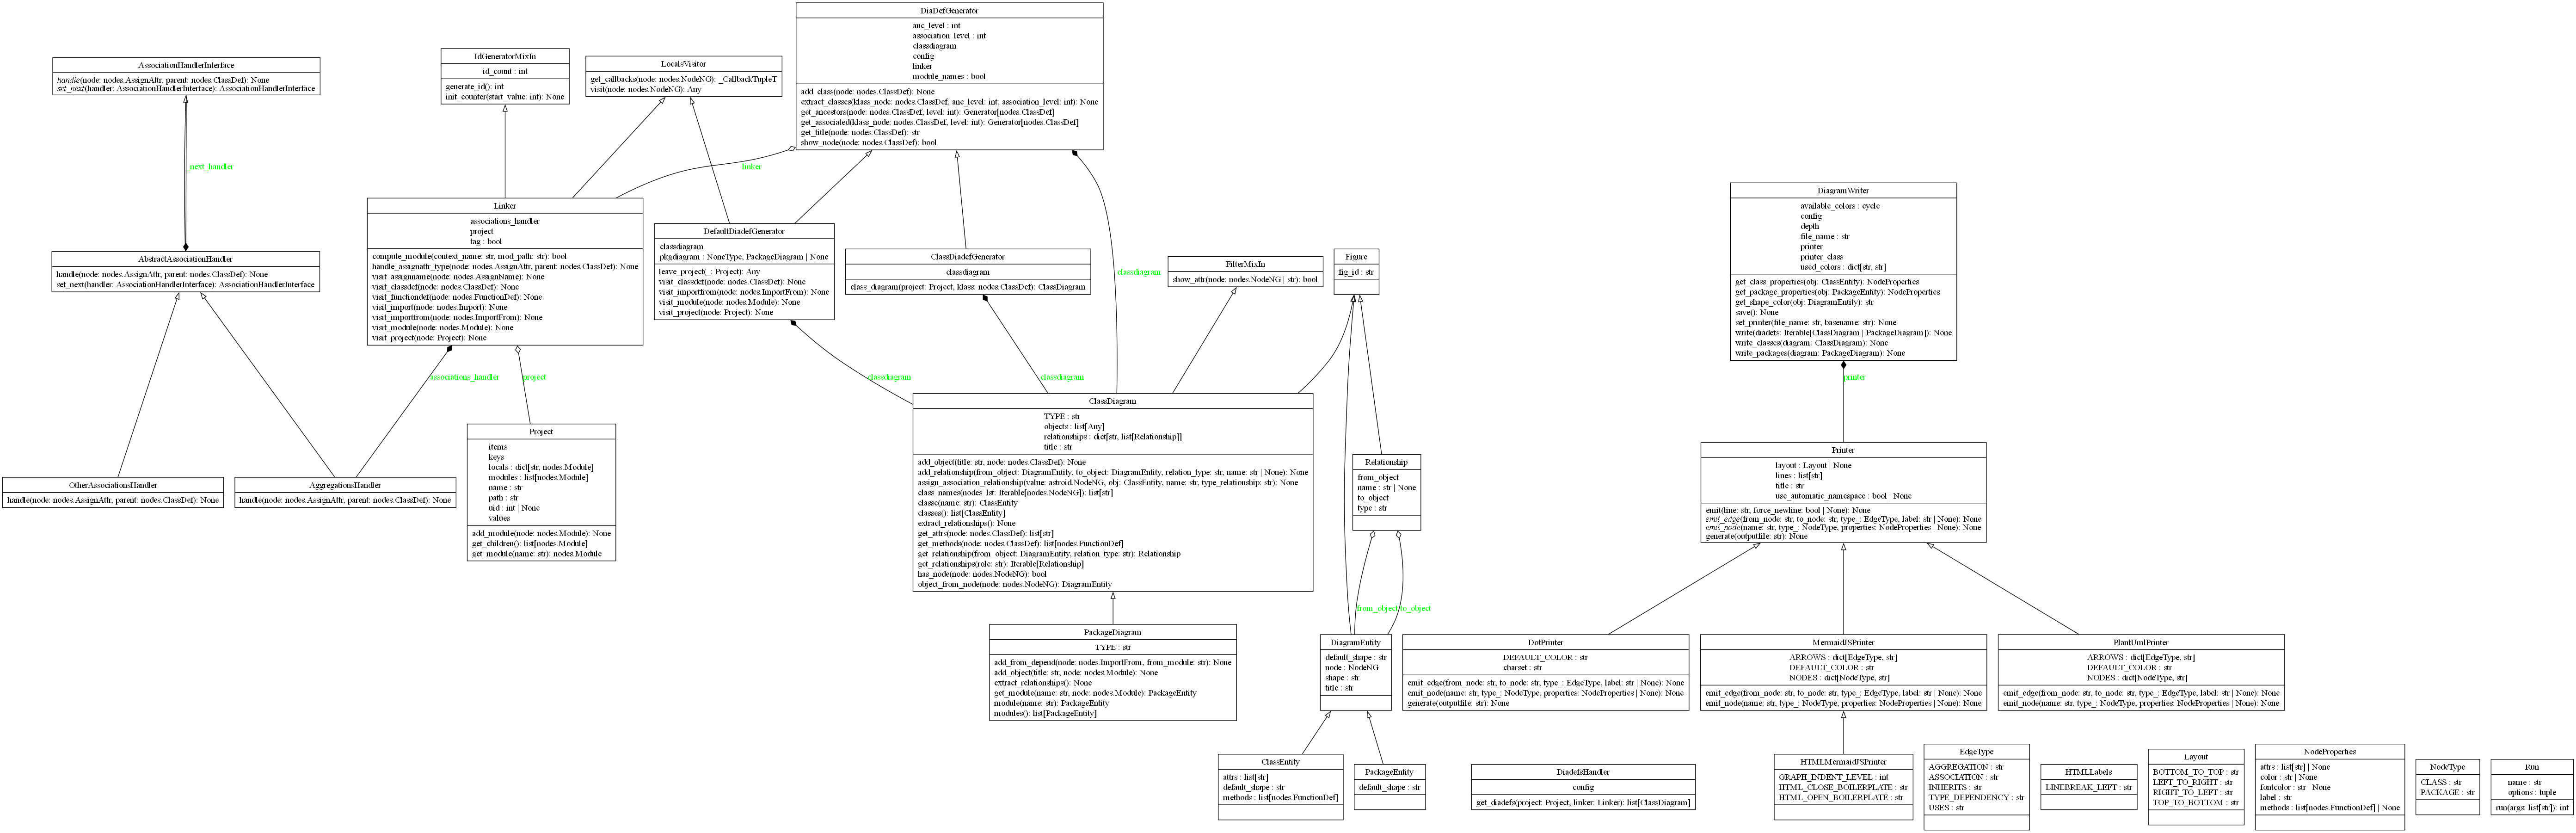 DiaDefGenerator
anc_level : int
association_level : int
classdiagram
config
linker
module_names : bool
add_class(node: nodes.ClassDef): None
extract_classes(klass_node: nodes.ClassDef, anc_level: int, association_level: int): None
get_ancestors(node: nodes.ClassDef, level: int): Generator[nodes.ClassDef]
get_associated(klass_node: nodes.ClassDef, level: int): Generator[nodes.ClassDef]
get_title(node: nodes.ClassDef): str
show_node(node: nodes.ClassDef): bool
AssociationHandlerInterface
handle(node: nodes.AssignAttr, parent: nodes.ClassDef): None
set_next(handler: AssociationHandlerInterface): AssociationHandlerInterface
IdGeneratorMixIn
id_count : int
generate_id(): int
init_counter(start_value: int): None
LocalsVisitor
get_callbacks(node: nodes.NodeNG): _CallbackTupleT
visit(node: nodes.NodeNG): Any
_next_handler
linker
Linker
associations_handler
project
tag : bool
compute_module(context_name: str, mod_path: str): bool
handle_assignattr_type(node: nodes.AssignAttr, parent: nodes.ClassDef): None
visit_assignname(node: nodes.AssignName): None
visit_classdef(node: nodes.ClassDef): None
visit_functiondef(node: nodes.FunctionDef): None
visit_import(node: nodes.Import): None
visit_importfrom(node: nodes.ImportFrom): None
visit_module(node: nodes.Module): None
visit_project(node: Project): None
AbstractAssociationHandler
handle(node: nodes.AssignAttr, parent: nodes.ClassDef): None
set_next(handler: AssociationHandlerInterface): AssociationHandlerInterface
DefaultDiadefGenerator
classdiagram
pkgdiagram : NoneType, PackageDiagram | None
leave_project(_: Project): Any
visit_classdef(node: nodes.ClassDef): None
visit_importfrom(node: nodes.ImportFrom): None
visit_module(node: nodes.Module): None
visit_project(node: Project): None
ClassDiadefGenerator
classdiagram
class_diagram(project: Project, klass: nodes.ClassDef): ClassDiagram
classdiagram
FilterMixIn
show_attr(node: nodes.NodeNG | str): bool
Figure
fig_id : str
DiagramWriter
available_colors : cycle
config
depth
file_name : str
printer
printer_class
used_colors : dict[str, str]
get_class_properties(obj: ClassEntity): NodeProperties
get_package_properties(obj: PackageEntity): NodeProperties
get_shape_color(obj: DiagramEntity): str
save(): None
set_printer(file_name: str, basename: str): None
write(diadefs: Iterable[ClassDiagram | PackageDiagram]): None
write_classes(diagram: ClassDiagram): None
write_packages(diagram: PackageDiagram): None
associations_handler
project
classdiagram
classdiagram
printer
OtherAssociationsHandler
handle(node: nodes.AssignAttr, parent: nodes.ClassDef): None
AggregationsHandler
handle(node: nodes.AssignAttr, parent: nodes.ClassDef): None
Project
items
keys
locals : dict[str, nodes.Module]
modules : list[nodes.Module]
name : str
path : str
uid : int | None
values
add_module(node: nodes.Module): None
get_children(): list[nodes.Module]
get_module(name: str): nodes.Module
ClassDiagram
TYPE : str
objects : list[Any]
relationships : dict[str, list[Relationship]]
title : str
add_object(title: str, node: nodes.ClassDef): None
add_relationship(from_object: DiagramEntity, to_object: DiagramEntity, relation_type: str, name: str | None): None
assign_association_relationship(value: astroid.NodeNG, obj: ClassEntity, name: str, type_relationship: str): None
class_names(nodes_lst: Iterable[nodes.NodeNG]): list[str]
classe(name: str): ClassEntity
classes(): list[ClassEntity]
extract_relationships(): None
get_attrs(node: nodes.ClassDef): list[str]
get_methods(node: nodes.ClassDef): list[nodes.FunctionDef]
get_relationship(from_object: DiagramEntity, relation_type: str): Relationship
get_relationships(role: str): Iterable[Relationship]
has_node(node: nodes.NodeNG): bool
object_from_node(node: nodes.NodeNG): DiagramEntity
Relationship
from_object
name : str | None
to_object
type : str
Printer
layout : Layout | None
lines : list[str]
title : str
use_automatic_namespace : bool | None
emit(line: str, force_newline: bool | None): None
emit_edge(from_node: str, to_node: str, type_: EdgeType, label: str | None): None
emit_node(name: str, type_: NodeType, properties: NodeProperties | None): None
generate(outputfile: str): None
from_object
to_object
PackageDiagram
TYPE : str
add_from_depend(node: nodes.ImportFrom, from_module: str): None
add_object(title: str, node: nodes.Module): None
extract_relationships(): None
get_module(name: str, node: nodes.Module): PackageEntity
module(name: str): PackageEntity
modules(): list[PackageEntity]
DiagramEntity
default_shape : str
node : NodeNG
shape : str
title : str
DotPrinter
DEFAULT_COLOR : str
charset : str
emit_edge(from_node: str, to_node: str, type_: EdgeType, label: str | None): None
emit_node(name: str, type_: NodeType, properties: NodeProperties | None): None
generate(outputfile: str): None
MermaidJSPrinter
ARROWS : dict[EdgeType, str]
DEFAULT_COLOR : str
NODES : dict[NodeType, str]
emit_edge(from_node: str, to_node: str, type_: EdgeType, label: str | None): None
emit_node(name: str, type_: NodeType, properties: NodeProperties | None): None
PlantUmlPrinter
ARROWS : dict[EdgeType, str]
DEFAULT_COLOR : str
NODES : dict[NodeType, str]
emit_edge(from_node: str, to_node: str, type_: EdgeType, label: str | None): None
emit_node(name: str, type_: NodeType, properties: NodeProperties | None): None
ClassEntity
attrs : list[str]
default_shape : str
methods : list[nodes.FunctionDef]
PackageEntity
default_shape : str
DiadefsHandler
config
get_diadefs(project: Project, linker: Linker): list[ClassDiagram]
HTMLMermaidJSPrinter
GRAPH_INDENT_LEVEL : int
HTML_CLOSE_BOILERPLATE : str
HTML_OPEN_BOILERPLATE : str
EdgeType
AGGREGATION : str
ASSOCIATION : str
INHERITS : str
TYPE_DEPENDENCY : str
USES : str
HTMLLabels
LINEBREAK_LEFT : str
Layout
BOTTOM_TO_TOP : str
LEFT_TO_RIGHT : str
RIGHT_TO_LEFT : str
TOP_TO_BOTTOM : str
NodeProperties
attrs : list[str] | None
color : str | None
fontcolor : str | None
label : str
methods : list[nodes.FunctionDef] | None
NodeType
CLASS : str
PACKAGE : str
Run
name : str
options : tuple
run(args: list[str]): int